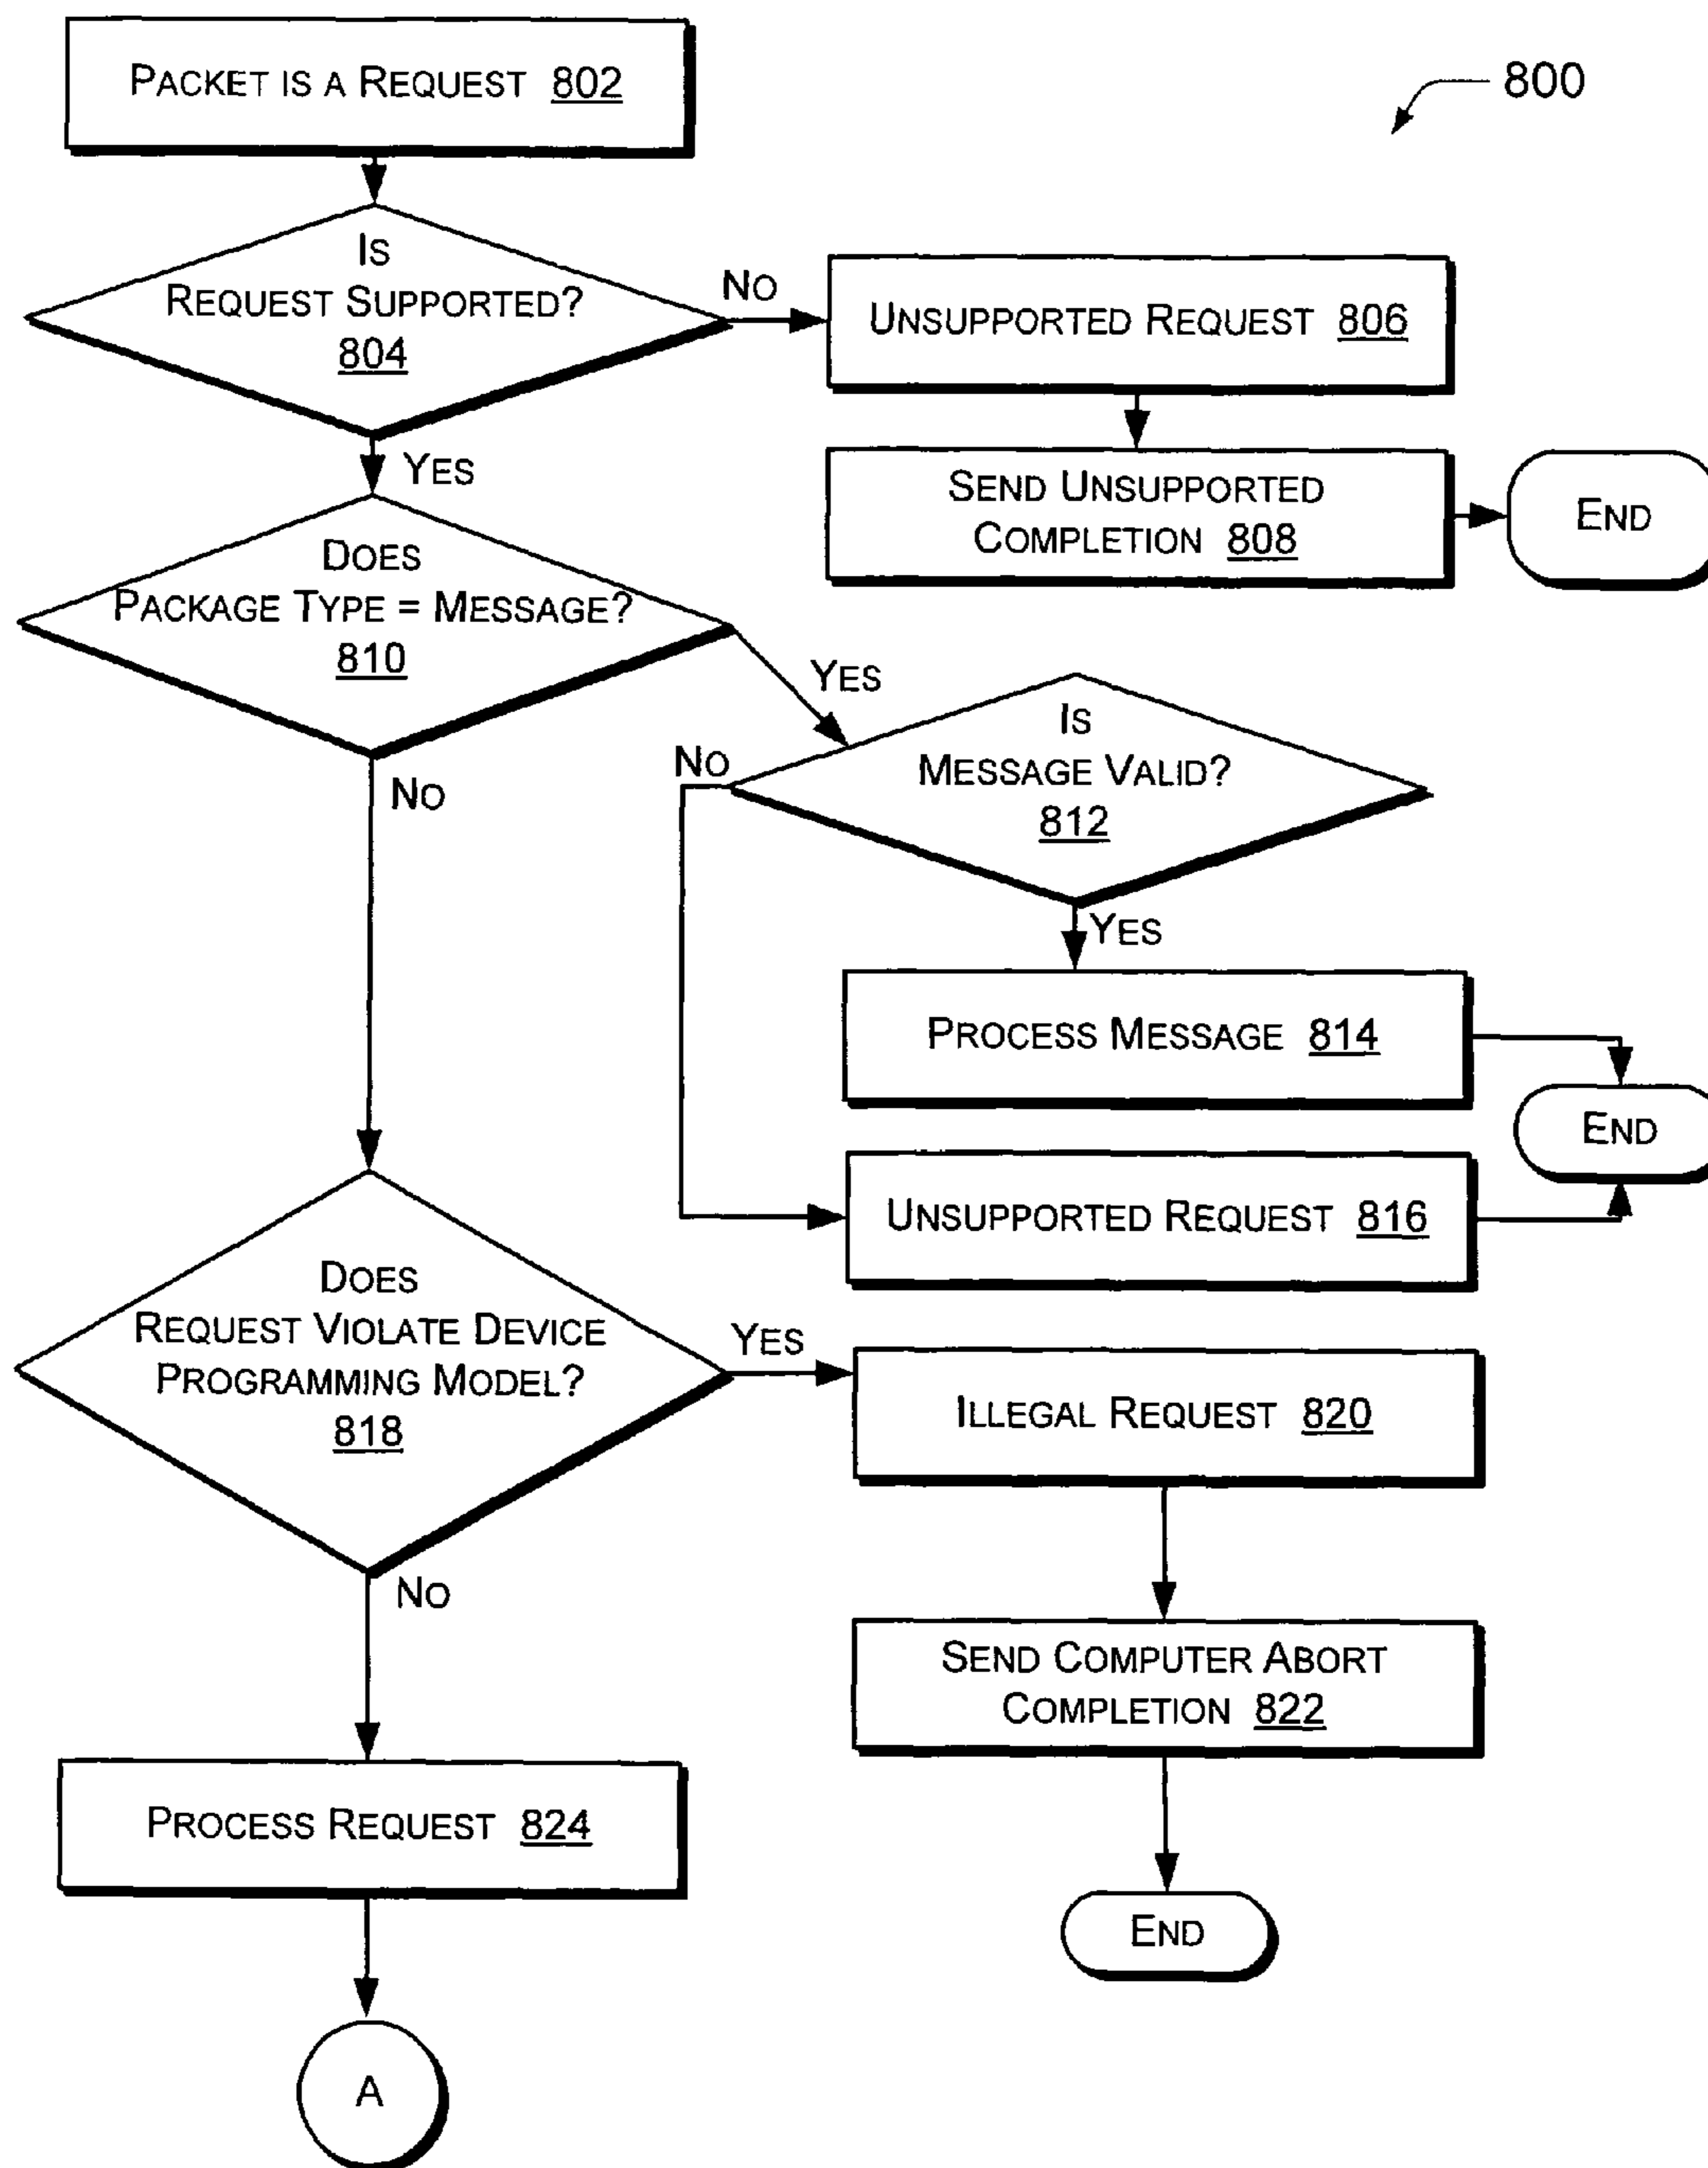 PACKET IS A REQUEST 802
800
IS
REQUEST SUPPORTED?
804
NO
UNSUPPORTED REQUEST 806
YES
SEND UNSUPPORTED
COMPLETION 808
END
DOES
PACKAGE TYPE = MESSAGE?
810
YES
NO
IS
MESSAGE VALID?
812
NO
YES
PROCESS MESSAGE 814
END
UNSUPPORTED REQUEST 816
DOES
REQUEST VIOLATE DEVICE
PROGRAMMING MODEL?
818
YES
ILLEGAL REQUEST 820
NO
SEND COMPUTER ABORT
COMPLETION 822
PROCESS REQUEST 824
END
A